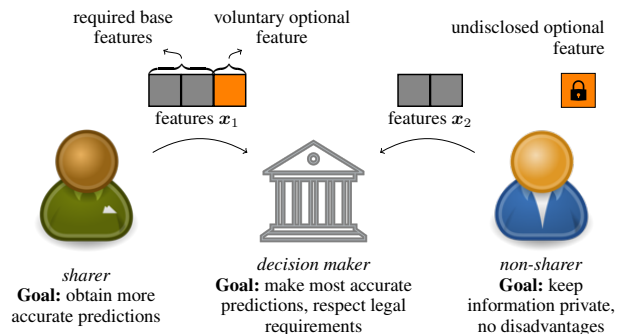 required base
features
voluntary optional
feature
undisclosed optional
feature
features x₁
features x₂
sharer
Goal: obtain more
accurate predictions
decision maker
Goal: make most accurate
predictions, respect legal
requirements
non-sharer
Goal: keep
information private,
no disadvantages